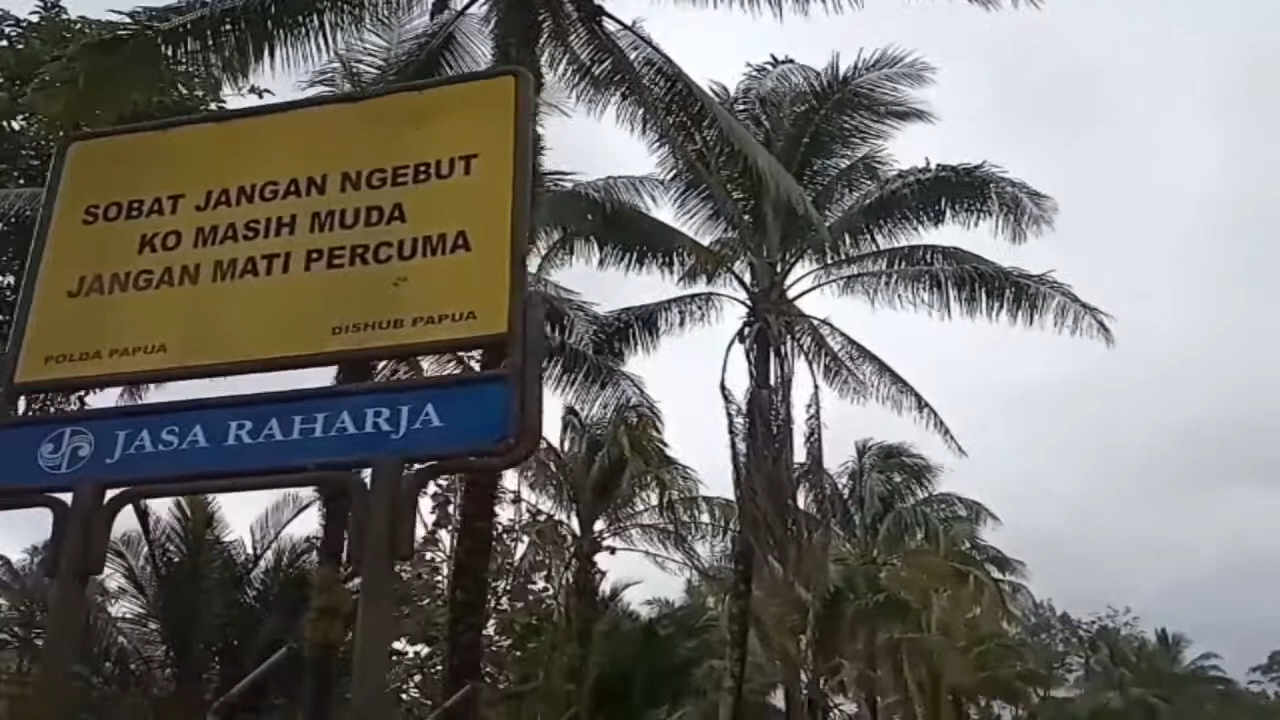 SOBAT JANGAN NGEBUT
KO MASIH MUDA
JANGAN MATI PERCUMA
POLDA PAPUA
DISHUB PAPUA
JASA RAHARJA